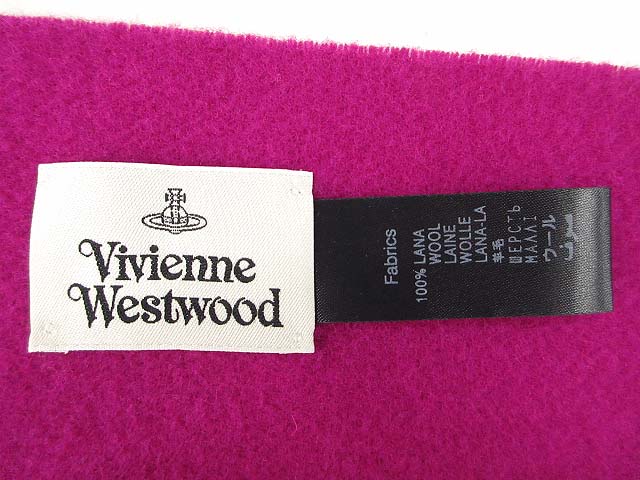 Vivienne
Westwood
Fabrics
100% LANA
WOOL
LAINE
WOLLE
LANA-LA
羊毛
ШЕРСТЬ
ΜΑΛΛΙ
ウール